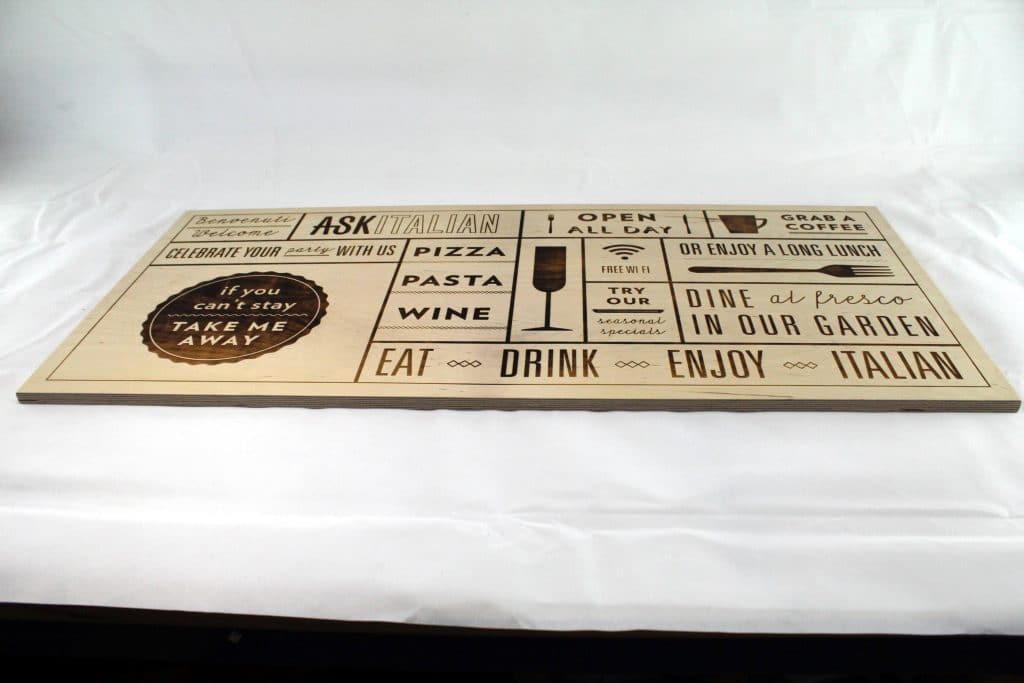 Benvenuti
Welcome
ASK ITALIAN
OPEN
ALL DAY
GRAB A
COFFEE
CELEBRATE YOUR party WITH US
PIZZA
PASTA
WINE
FREE WI FI
TRY
OUR
seasonal
specials
OR ENJOY A LONG LUNCH
DINE al fresco
IN OUR GARDEN
if you
can't stay
TAKE ME
AWAY
EAT DRINK ENJOY ITALIAN